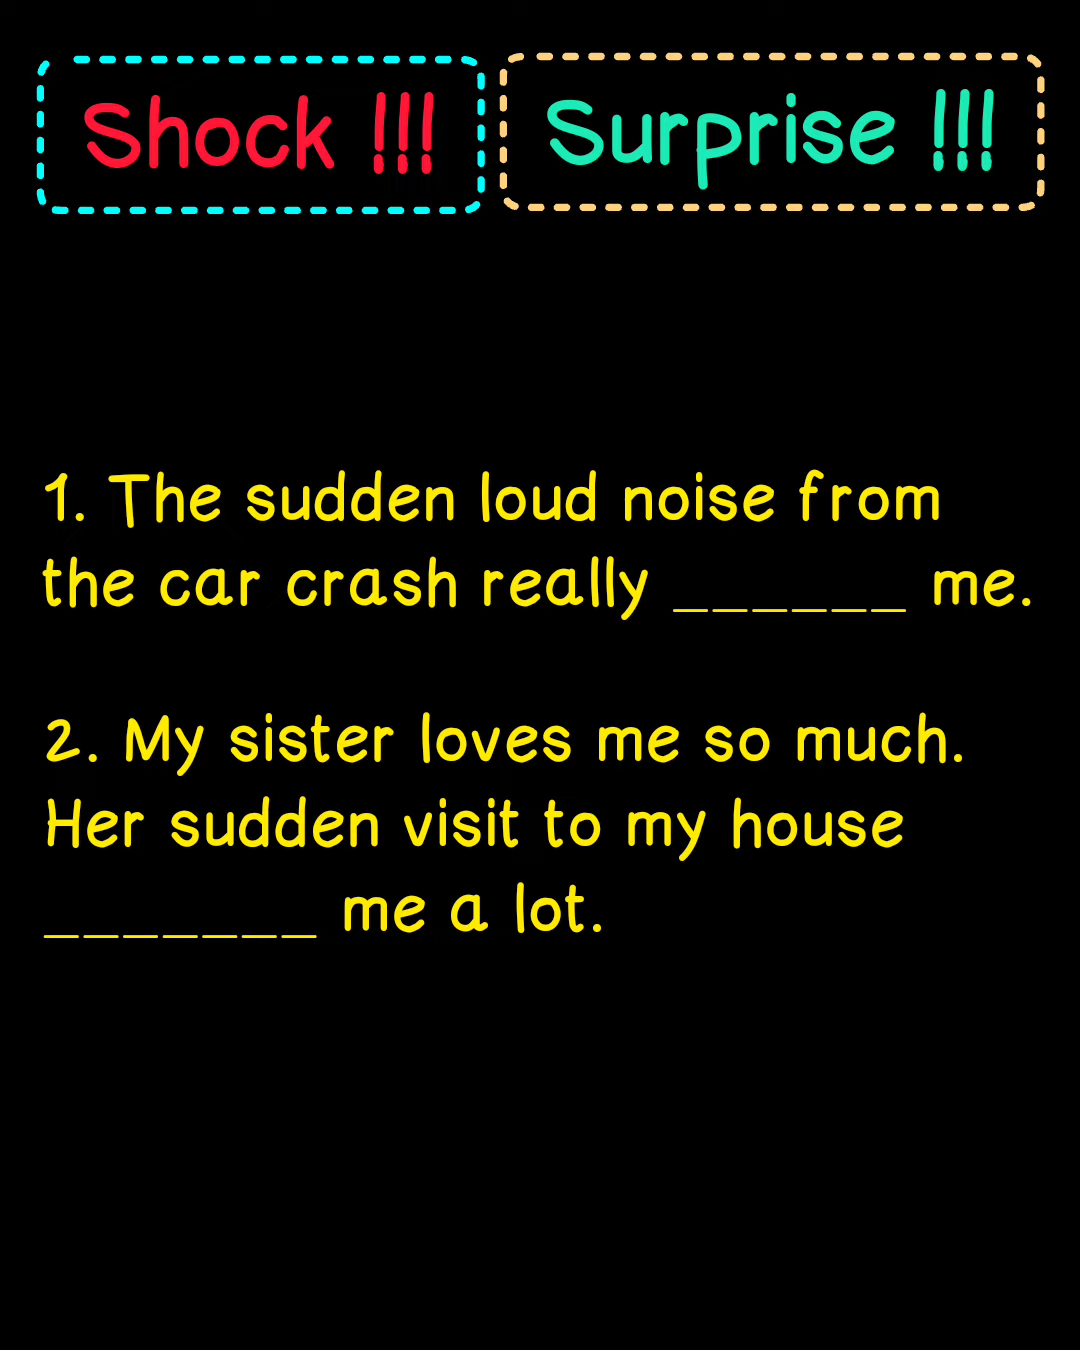 Shock !!!
Surprise !!!
1. The sudden loud noise from
the car crash really ______ me.
2. My sister loves me so much.
Her sudden visit to my house
_______ me a lot.